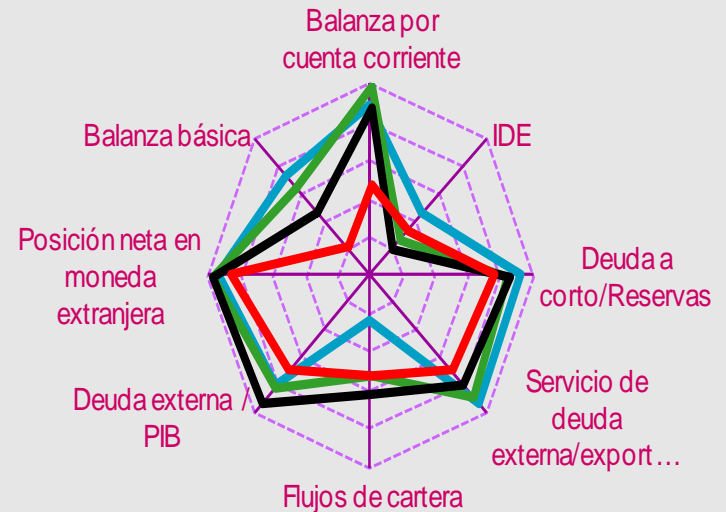 Balanza por
cuenta corriente
IDE
Deuda a
corto/Reservas
Servicio de
deuda
externa/export…
Flujos de cartera
Deuda externa /
PIB
Posición neta en
moneda
extranjera
Balanza básica